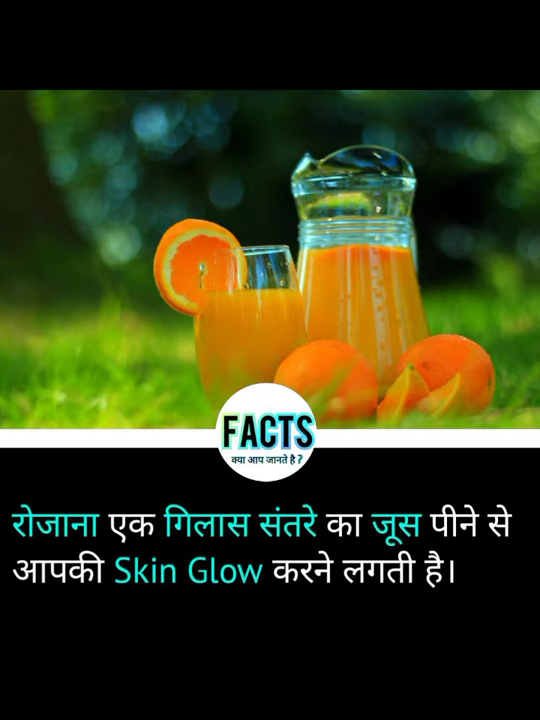 FACTS
क्या आप जानते है ?
रोजाना एक गिलास संतरे का जूस पीने से
आपकी Skin Glow करने लगती है।